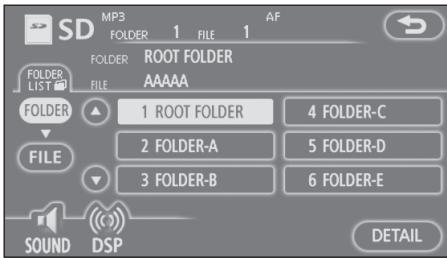 MP3 AF
SD FOLDER 1 FILE 1
FOLDER ROOT FOLDER
FILE AAAAA
FOLDER LIST
FOLDER
FILE
1 ROOT FOLDER
2 FOLDER-A
3 FOLDER-B
4 FOLDER-C
5 FOLDER-D
6 FOLDER-E
SOUND DSP DETAIL